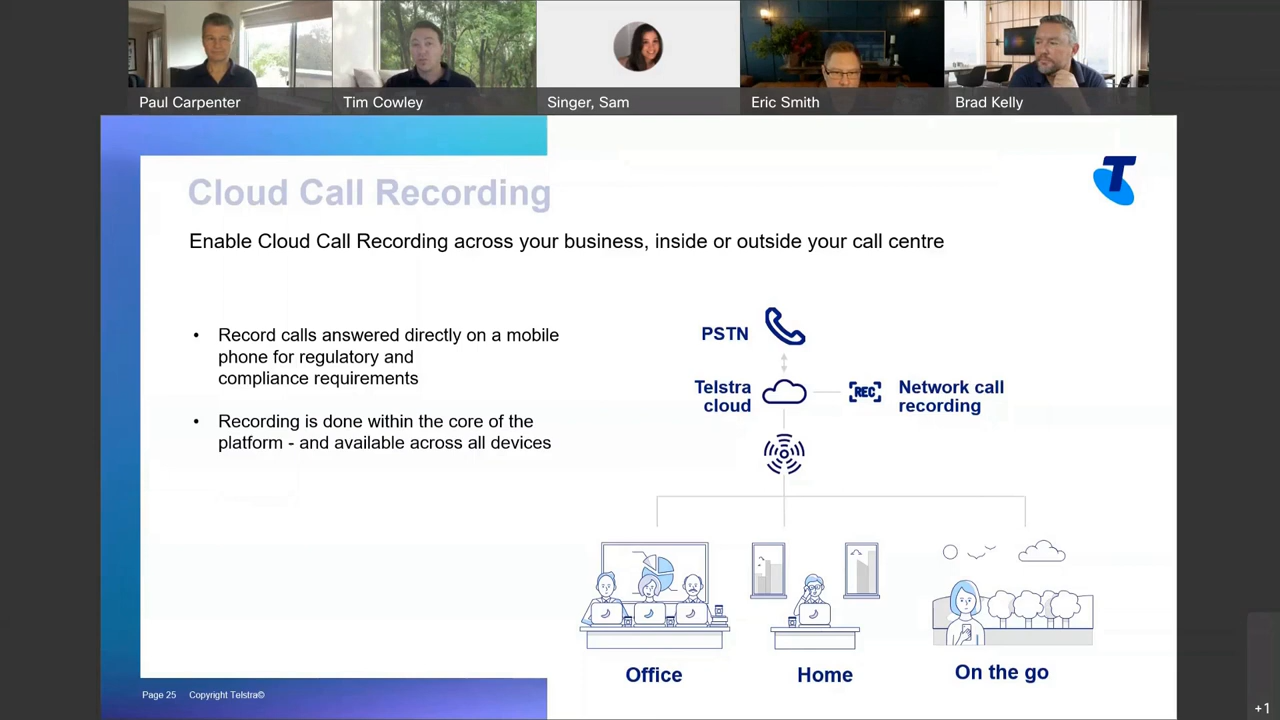 Paul Carpenter
Tim Cowley
Singer, Sam
Eric Smith
Brad Kelly
T
Cloud Call Recording
Enable Cloud Call Recording across your business, inside or outside your call centre
• Record calls answered directly on a mobile
phone for regulatory and
compliance requirements
• Recording is done within the core of the
platform - and available across all devices
PSTN
Telstra
cloud
REC
Network call
recording
Office
Home
On the go
Page 25 Copyright Telstra©
+1